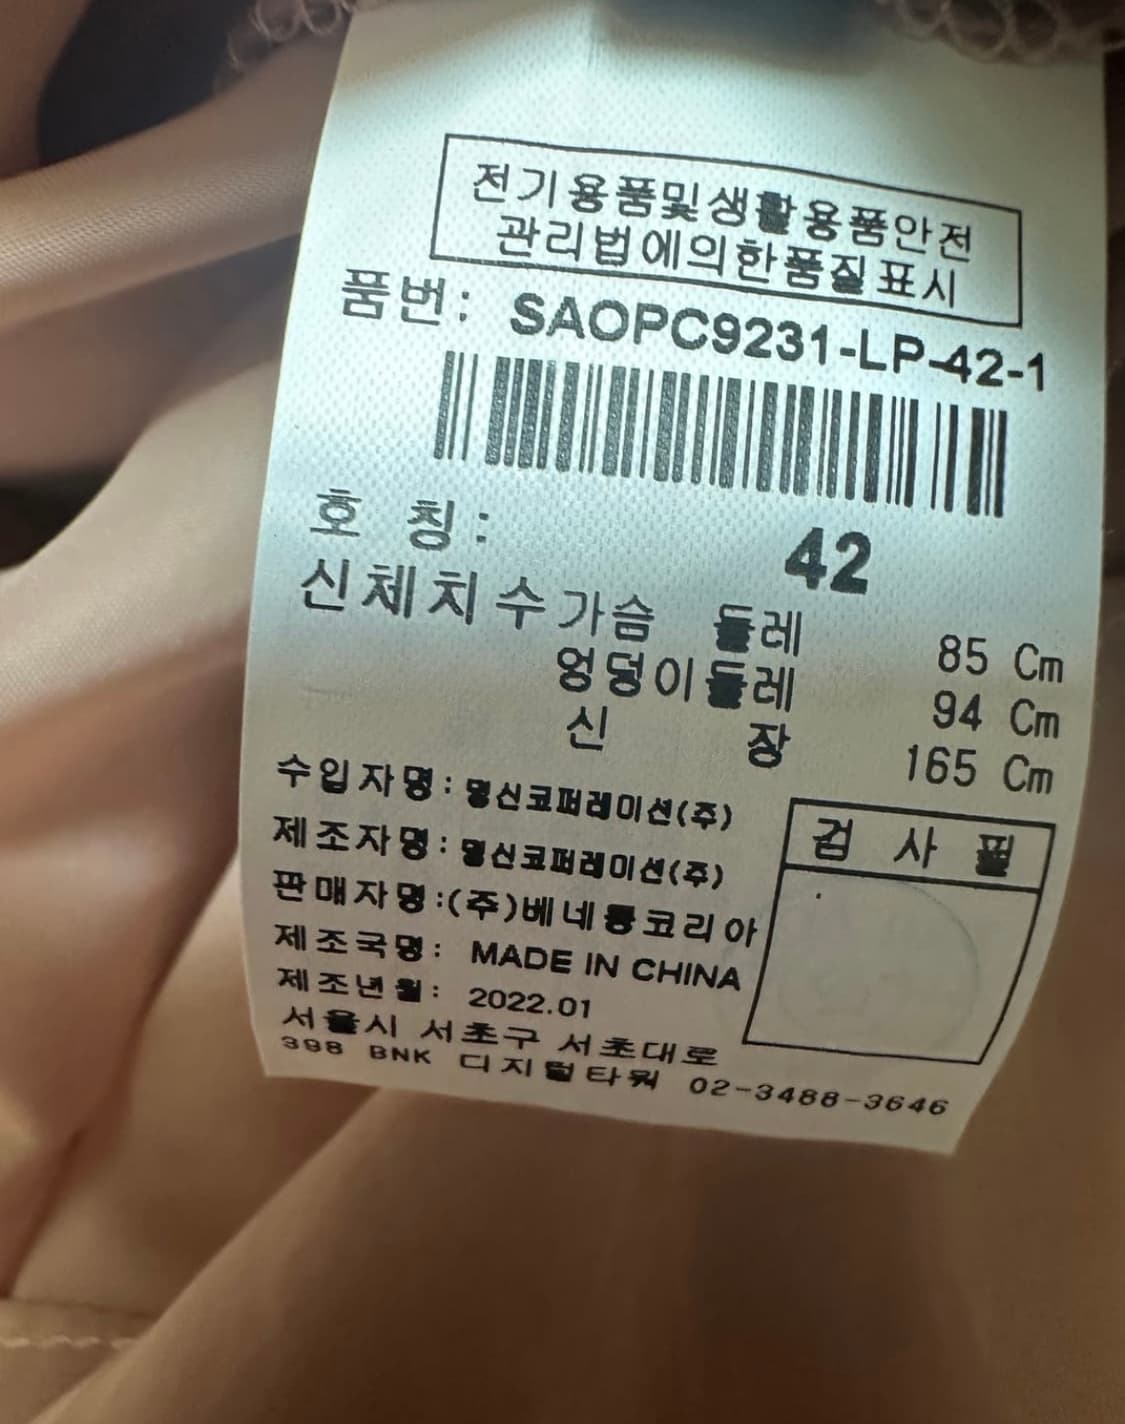 전기용품및생활용품안전
관리법에의한품질표시
품번: SAOPC9231-LP-42-1
호 칭: 42
신체치수 가슴 둘레 85 Cm
엉덩이둘레 94 Cm
신 장 165 Cm
수입자명: 명신코퍼레이션(주)
제조자명: 명신코퍼레이션(주)
판매자명:(주)베네통코리아
제조국명: MADE IN CHINA
제조년월: 2022.01
서울시 서초구 서초대로
398 BNK 디지털타워 02-3488-3646
검 사 필